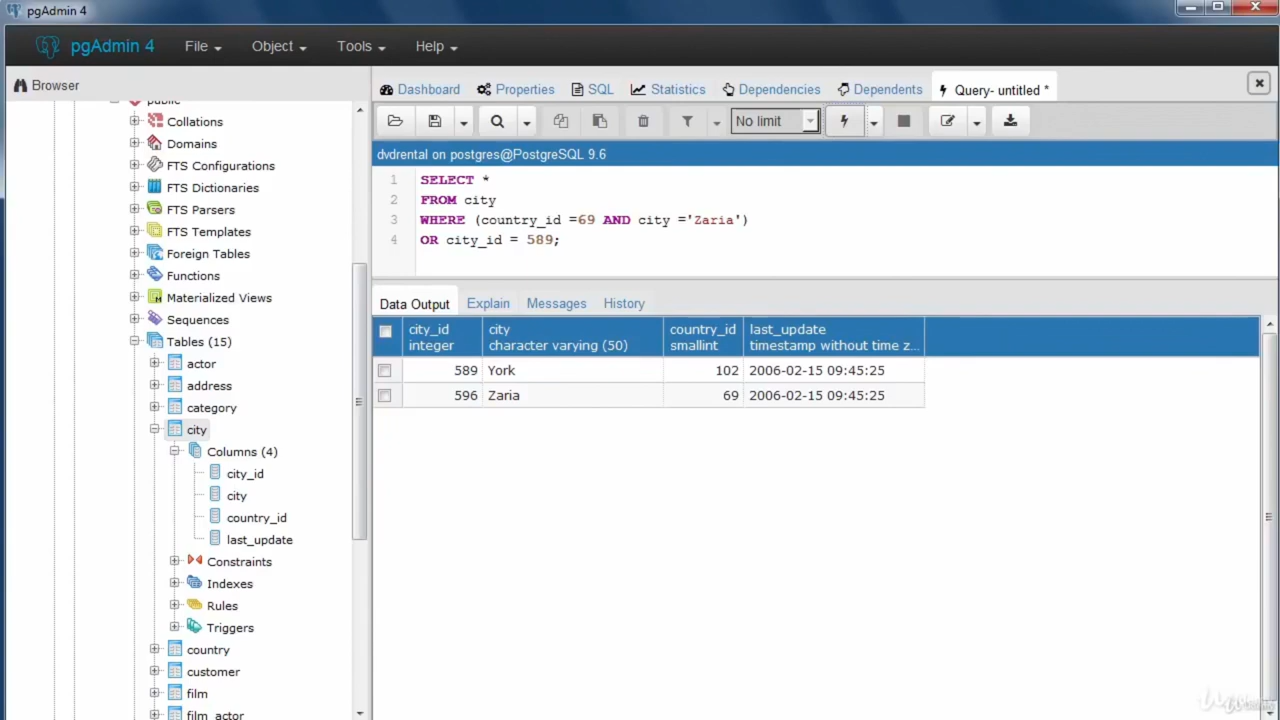 pgAdmin 4
pgAdmin 4 File Object Tools Help
Browser
Dashboard Properties SQL Statistics Dependencies Dependents Query- untitled *
No limit
dvdrental on postgres@PostgreSQL 9.6
1 SELECT *
2 FROM city
3 WHERE (country_id =69 AND city ='Zaria')
4 OR city_id = 589;
Data Output Explain Messages History
city_id integer
city character varying (50)
country_id smallint
last_update timestamp without time z...
589 York 102 2006-02-15 09:45:25
596 Zaria 69 2006-02-15 09:45:25
public
Collations
Domains
FTS Configurations
FTS Dictionaries
FTS Parsers
FTS Templates
Foreign Tables
Functions
Materialized Views
Sequences
Tables (15)
actor
address
category
city
Columns (4)
city_id
city
country_id
last_update
Constraints
Indexes
Rules
Triggers
country
customer
film
film_actor